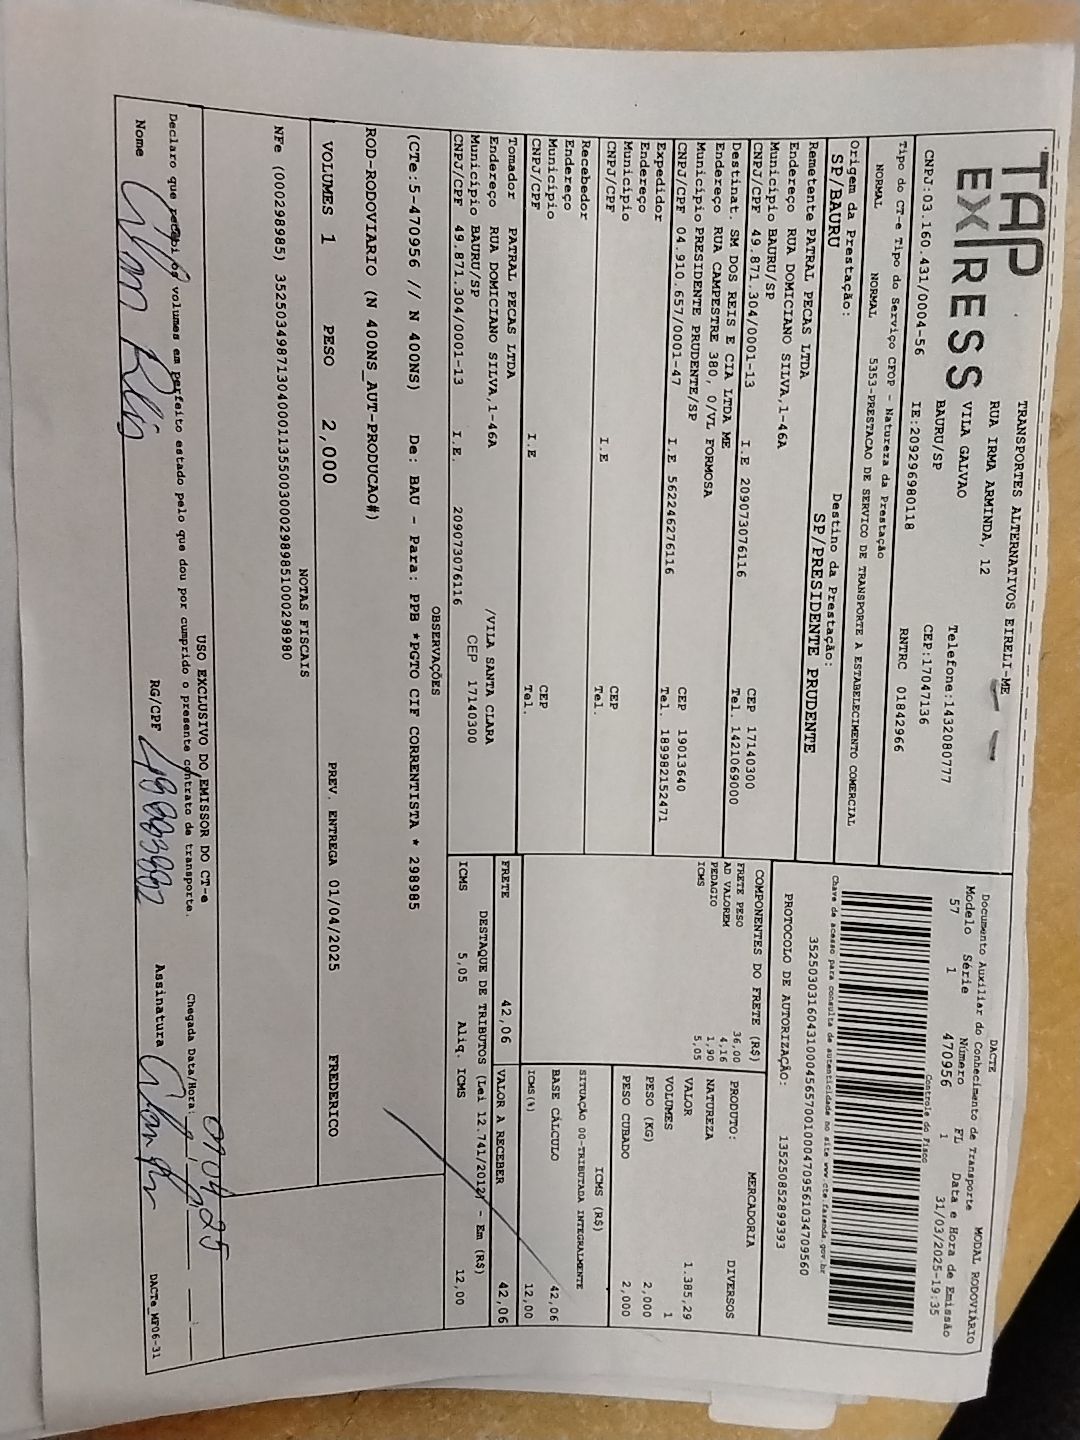 TAP
EXPRESS
TRANSPORTES ALTERNATIVOS EIRELI-ME
RUA IRMA ARMINDA, 12
VILA GALVAO
BAURU/SP
Telefone:1432080777
CEP:17047136
CNPJ:03.160.431/0004-56
IE:209296980118
RNTRC 01842966
DACTE
MODAL RODOVIÁRIO
Documento Auxiliar do Conhecimento de Transporte
Modelo Série Número FL Data e Hora de Emissão
57 1 470956 1 31/03/2025-19:35
Controle do Fisco
Tipo do CT-e Tipo do Serviço CFOP - Natureza da Prestação
NORMAL NORMAL 5353-PRESTACAO DE SERVICO DE TRANSPORTE A ESTABELECIMENTO COMERCIAL
Chave de acesso para consulta de autenticidade no site www.cte.fazenda.gov.br
Origem da Prestação:
SP/BAURU
Destino da Prestação:
SP/PRESIDENTE PRUDENTE
PROTOCOLO DE AUTORIZAÇÃO: 135250852899393
Remetente PATRAL PECAS LTDA
Endereço RUA DOMICIANO SILVA,1-46A
Município BAURU/SP
CEP 17140300
CNPJ/CPF 49.871.304/0001-13 I.E 209073076116 Tel. 1421069000
Destinat. SM DOS REIS E CIA LTDA ME
Endereço RUA CAMPESTRE 380, 0/VL FORMOSA
Município PRESIDENTE PRUDENTE/SP CEP 19013640
CNPJ/CPF 04.910.657/0001-47 I.E 562246276116 Tel. 189982152471
Expedidor
Endereço
Município CEP
CNPJ/CPF I.E Tel.
Recebedor
Endereço
Município CEP
CNPJ/CPF I.E Tel.
Tomador PATRAL PECAS LTDA
Endereço RUA DOMICIANO SILVA,1-46A /VILA SANTA CLARA
Município BAURU/SP CEP 17140300
CNPJ/CPF 49.871.304/0001-13 I.E. 209073076116
COMPONENTES DO FRETE (R$)
FRETE PESO 36,00
AD VALOREM 4,16
PEDAGIO 1,90
ICMS 5,05
MERCADORIA
PRODUTO: DIVERSOS
NATUREZA
VALOR 1.385,29
VOLUMES 1
PESO (KG) 2,000
PESO CUBADO 2,000
ICMS (R$)
SITUAÇÃO 00-TRIBUTADA INTEGRALMENTE
BASE CÁLCULO 42,06
ICMS(%) 12,00
FRETE 42,06 VALOR A RECEBER 42,06
DESTAQUE DE TRIBUTOS (Lei 12.741/2012) - Em (R$)
ICMS 5,05 Aliq. ICMS 12,00
OBSERVAÇÕES
(CTe:5-470956 // N 400NS) De: BAU - Para: PPB *PGTO CIF CORRENTISTA * 298985
ROD-RODOVIARIO (N 400NS_AUT-PRODUCAO#)
VOLUMES 1 PESO 2,000 PREV. ENTREGA 01/04/2025 FREDERICO
NOTAS FISCAIS
USO EXCLUSIVO DO EMISSOR DO CT-e
Declaro que recebi os volumes em perfeito estado pelo que dou por cumprido o presente contrato de transporte.
Chegada Data/Hora:
Nome RG/CPF Assinatura
DACTe_MF06-31